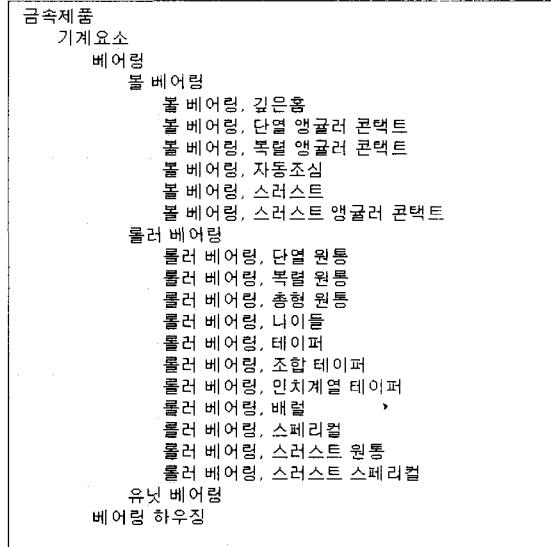 금속제품
기계요소
베어링
볼 베어링
볼 베어링, 깊은홈
볼 베어링, 단열 앵귤러 콘택트
볼 베어링, 복렬 앵귤러 콘택트
볼 베어링, 자동조심
볼 베어링, 스러스트
볼 베어링, 스러스트 앵귤러 콘택트
롤러 베어링
롤러 베어링, 단열 원통
롤러 베어링, 복렬 원통
롤러 베어링, 총형 원통
롤러 베어링, 니이들
롤러 베어링, 테이퍼
롤러 베어링, 조합 테이퍼
롤러 베어링, 인치계열 테이퍼
롤러 베어링, 배럴
롤러 베어링, 스페리컬
롤러 베어링, 스러스트 원통
롤러 베어링, 스러스트 스페리컬
유닛 베어링
베어링 하우징